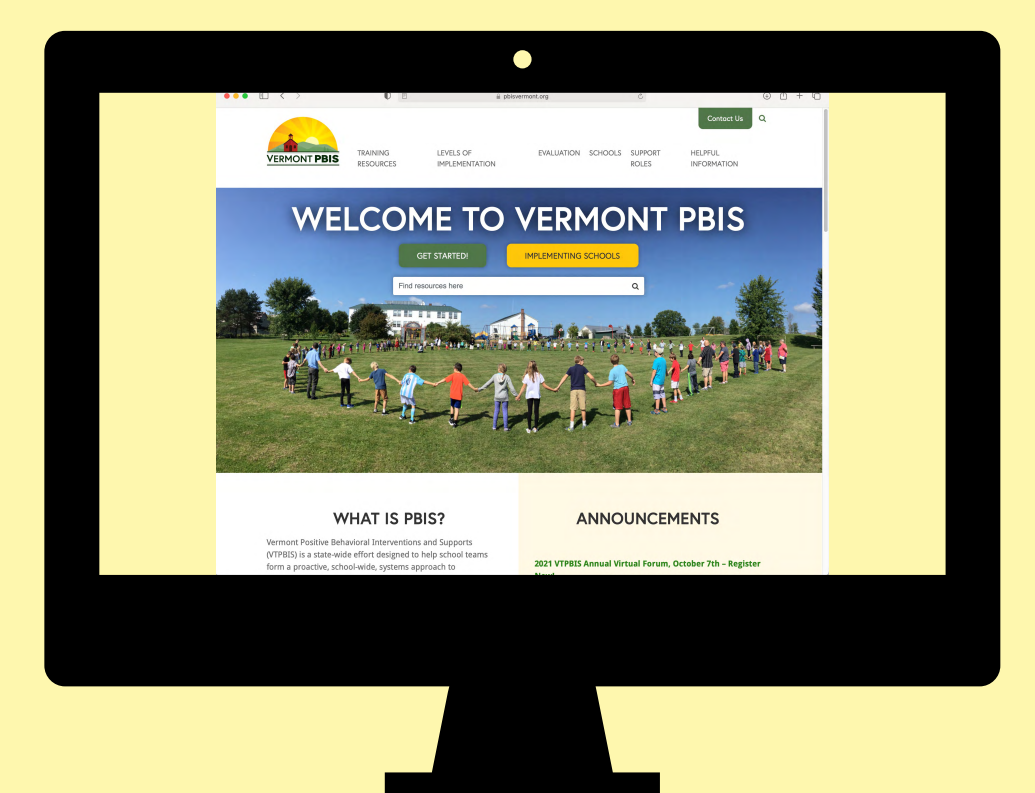 pbisvermont.org
Contact Us
VERMONT PBIS
TRAINING
RESOURCES
LEVELS OF
IMPLEMENTATION
EVALUATION
SCHOOLS
SUPPORT
ROLES
HELPFUL
INFORMATION
WELCOME TO VERMONT PBIS
GET STARTED!
IMPLEMENTING SCHOOLS
Find resources here
WHAT IS PBIS?
Vermont Positive Behavioral Interventions and Supports
(VTPBIS) is a state-wide effort designed to help school teams
form a proactive, school-wide, systems approach to
ANNOUNCEMENTS
2021 VTPBIS Annual Virtual Forum, October 7th – Register
Now!